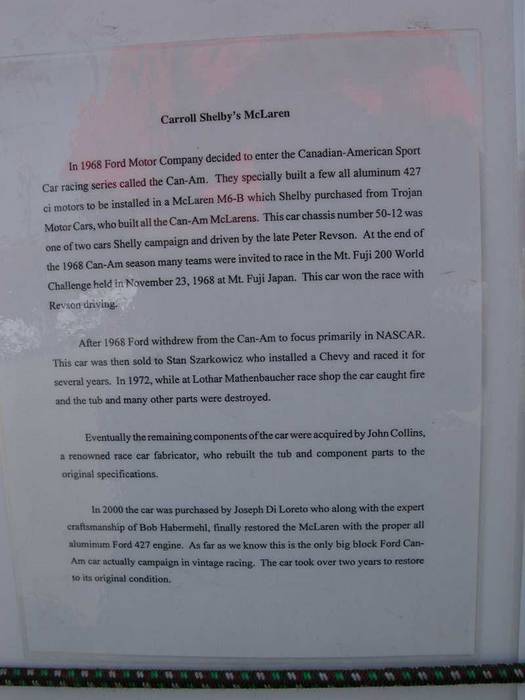 Carroll Shelby's McLaren
In 1968 Ford Motor Company decided to enter the Canadian-American Sport
Car racing series called the Can-Am. They specially built a few all aluminum 427
ci motors to be installed in a McLaren M6-B which Shelby purchased from Trojan
Motor Cars, who built all the Can-Am McLarens. This car chassis number 50-12 was
one of two cars Shelly campaign and driven by the late Peter Revson. At the end of
the 1968 Can-Am season many teams were invited to race in the Mt. Fuji 200 World
Challenge held in November 23, 1968 at Mt. Fuji Japan. This car won the race with
Revson driving.
After 1968 Ford withdrew from the Can-Am to focus primarily in NASCAR.
This car was then sold to Stan Szarkowicz who installed a Chevy and raced it for
several years. In 1972, while at Lothar Mathenbaucher race shop the car caught fire
and the tub and many other parts were destroyed.
Eventually the remaining components of the car were acquired by John Collins,
a renowned race car fabricator, who rebuilt the tub and component parts to the
original specifications.
In 2000 the car was purchased by Joseph Di Loreto who along with the expert
craftsmanship of Bob Habermehl, finally restored the McLaren with the proper all
aluminum Ford 427 engine. As far as we know this is the only big block Ford Can-
Am car actually campaign in vintage racing. The car took over two years to restore
to its original condition.